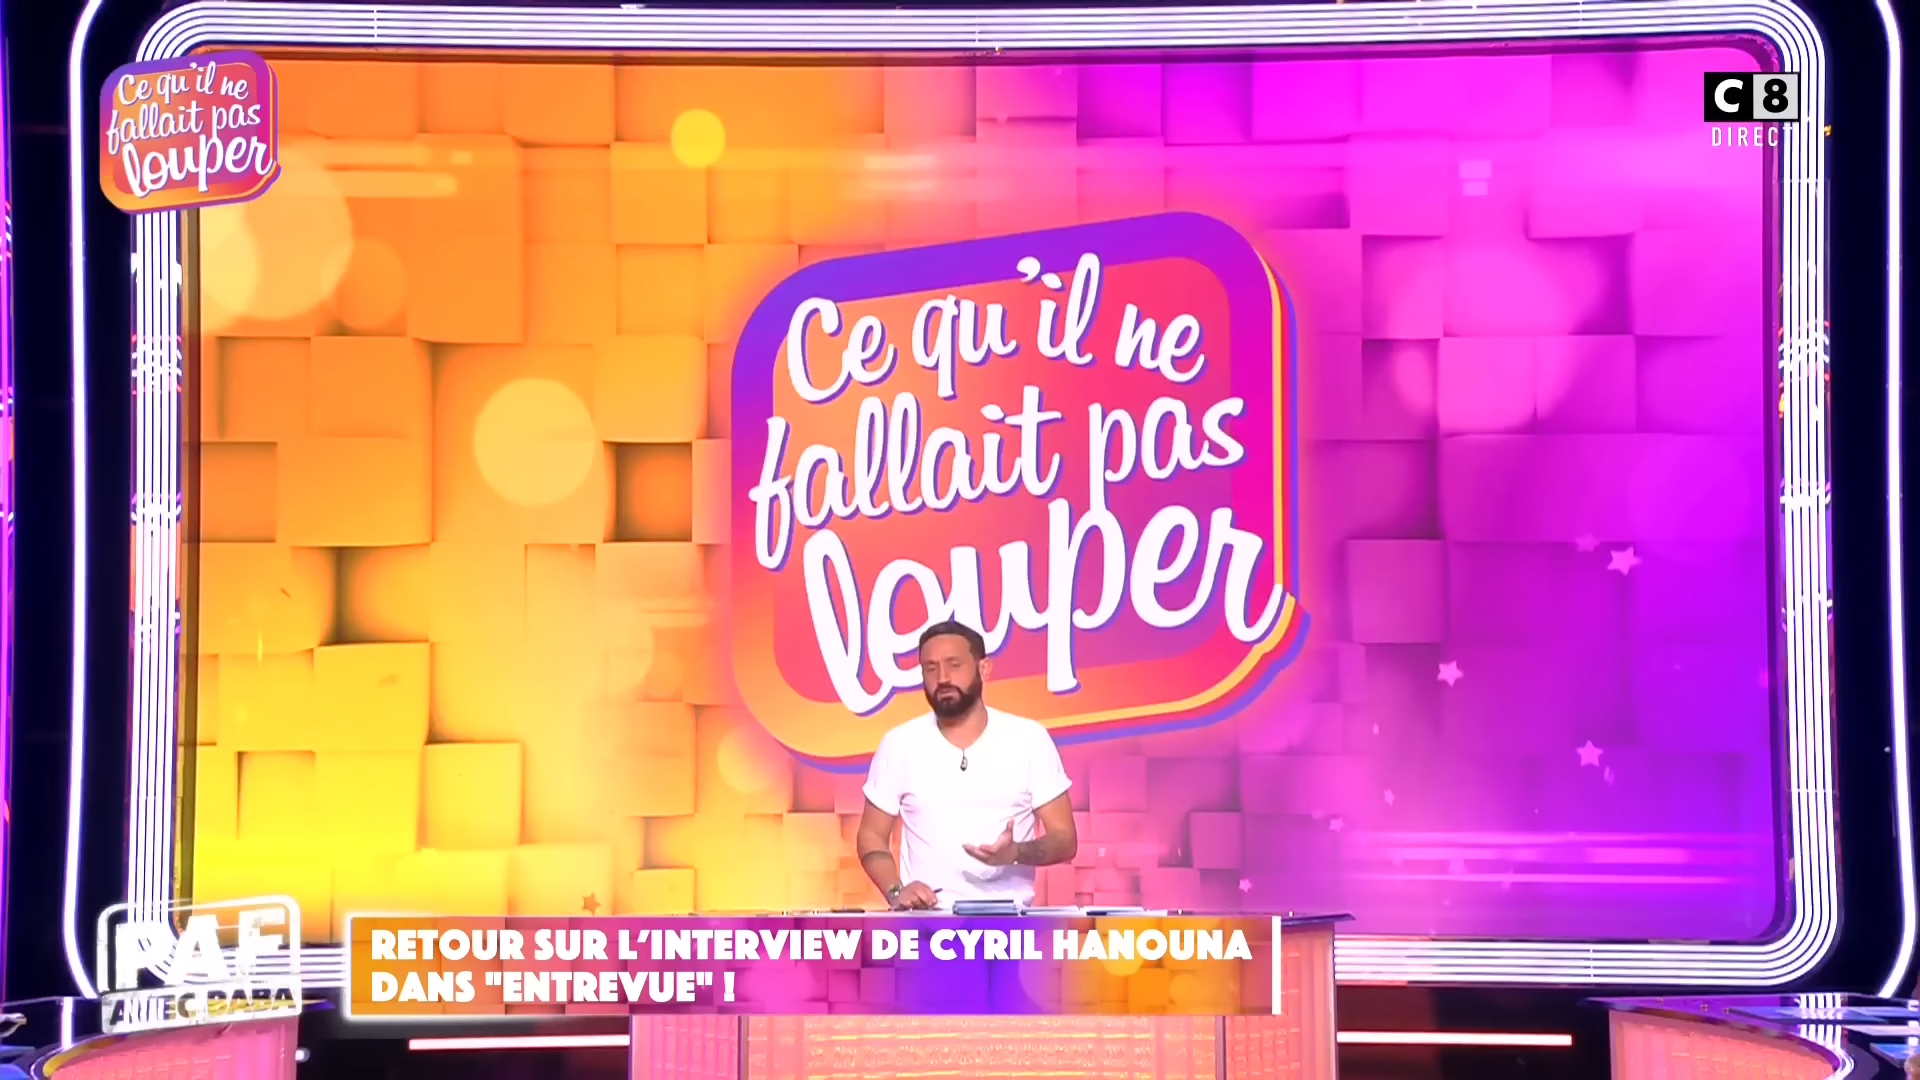 Ce qu'il ne
fallait pas
louper
C8
DIRECT
Ce qu'il ne
fallait pas
louper
PAF
AVEC BABA
RETOUR SUR L'INTERVIEW DE CYRIL HANOUNA
DANS "ENTREVUE" !